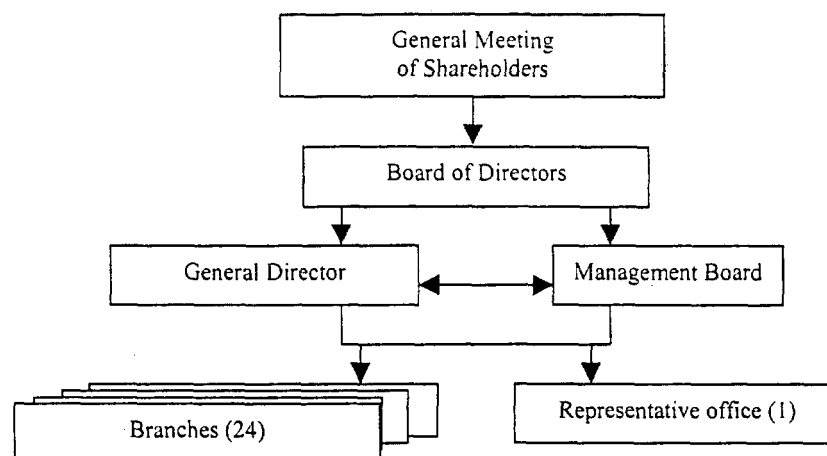 General Meeting
of Shareholders
Board of Directors
General Director
Management Board
Branches (24)
Representative office (1)